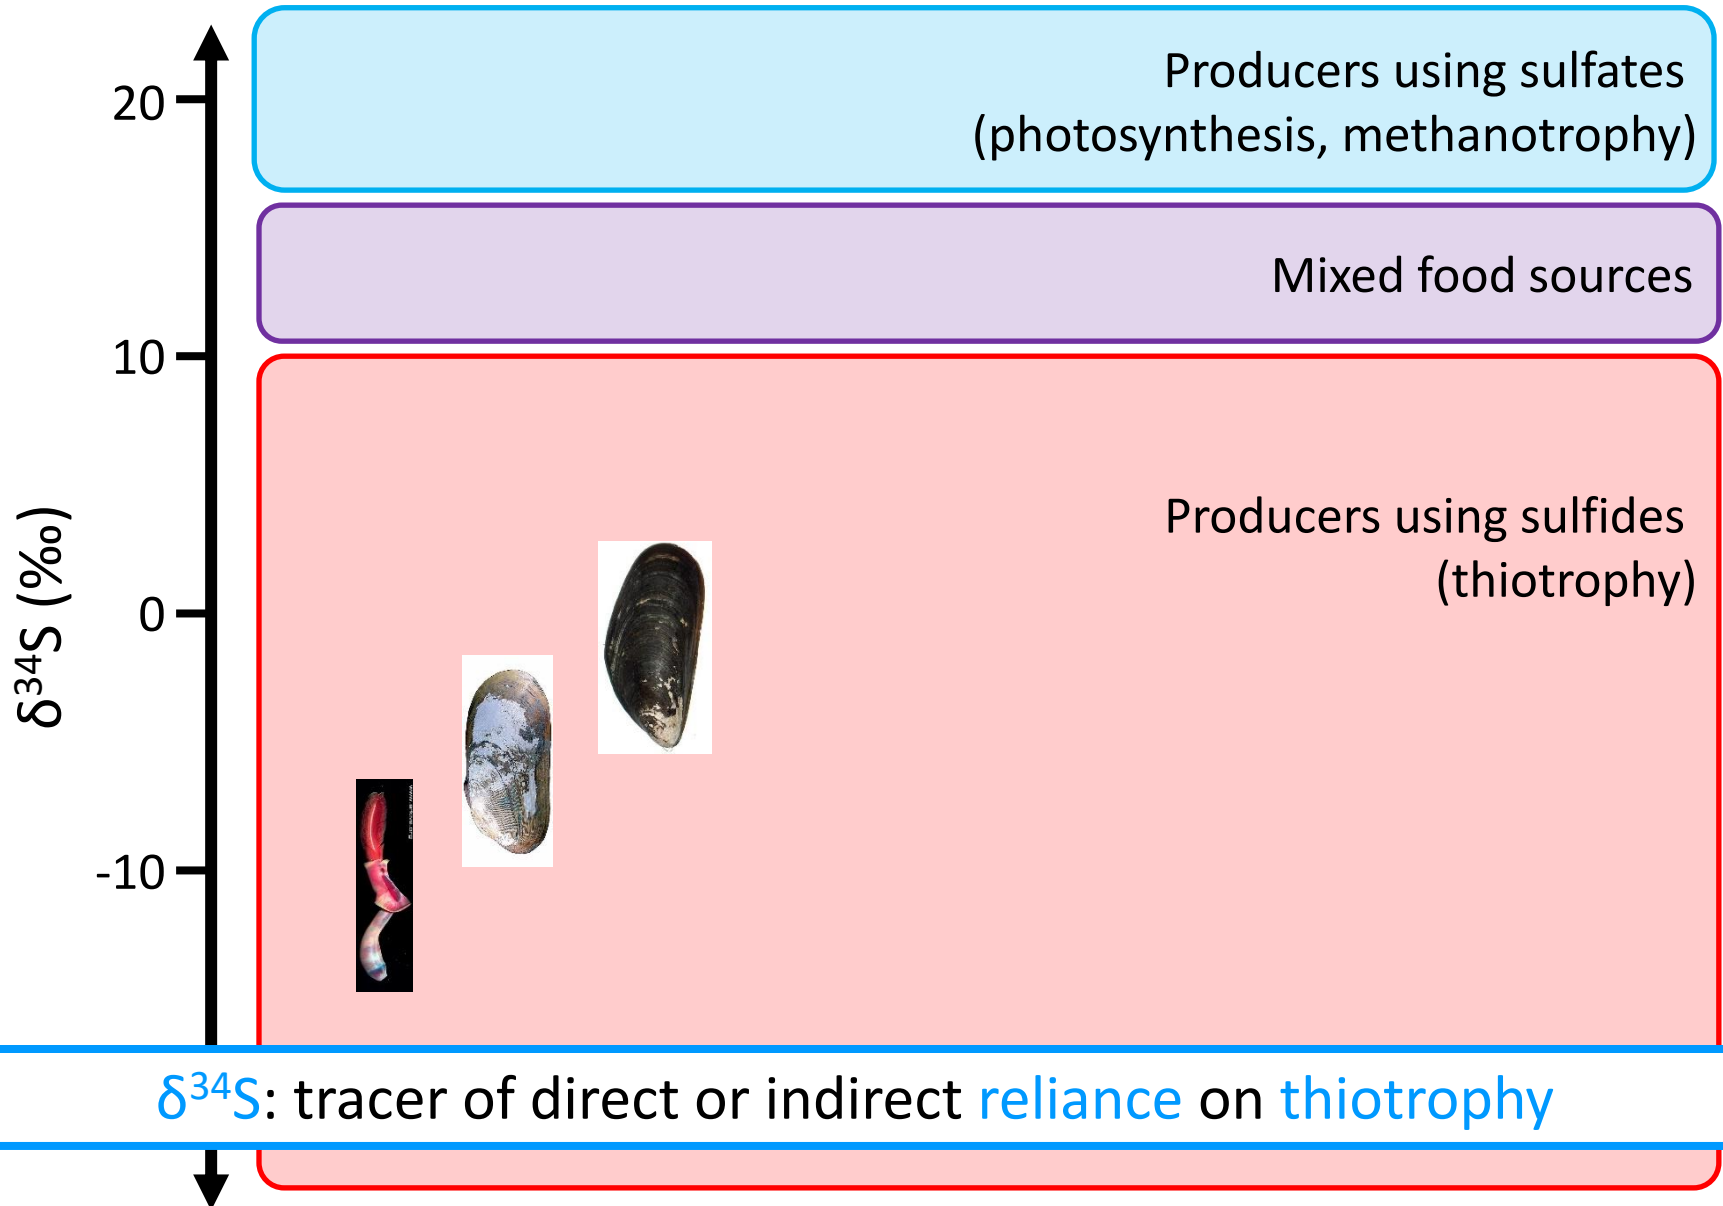 Producers using sulfates
(photosynthesis, methanotrophy)
Mixed food sources
Producers using sulfides
(thiotrophy)
20
10
0
-10
δ³⁴S (‰)
δ³⁴S: tracer of direct or indirect reliance on thiotrophy